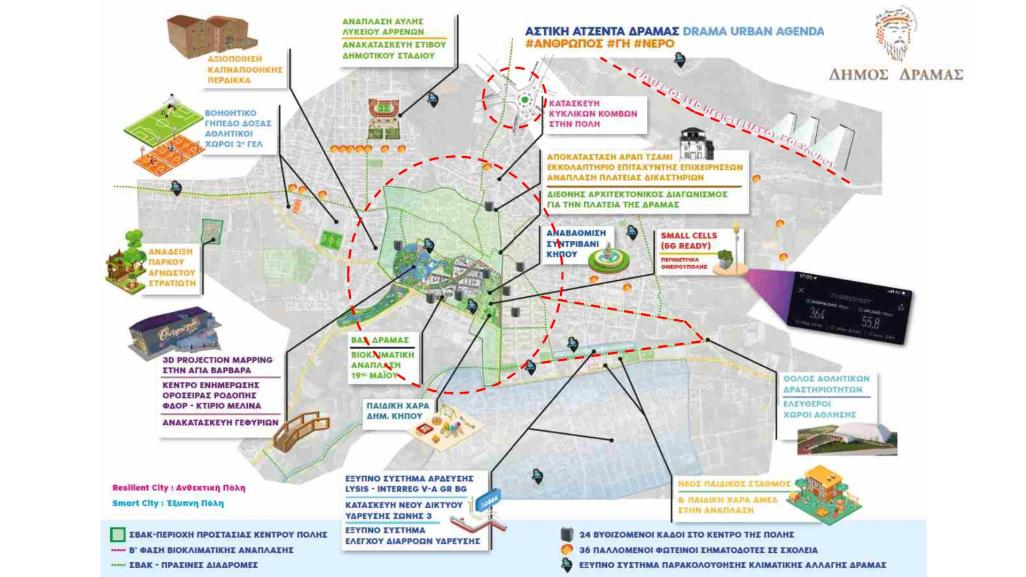 ΑΣΤΙΚΗ ΑΤΖΕΝΤΑ ΔΡΑΜΑΣ DRAMA URBAN AGENDA
#ΑΝΘΡΩΠΟΣ #ΓΗ #ΝΕΡΟ
ΔΗΜΟΣ ΔΡΑΜΑΣ
ΑΝΑΠΛΑΣΗ ΑΥΛΗΣ
ΛΥΚΕΙΟΥ ΑΡΡΕΝΩΝ
ΑΝΑΚΑΤΑΣΚΕΥΗ ΣΤΙΒΟΥ
ΔΗΜΟΤΙΚΟΥ ΣΤΑΔΙΟΥ
ΑΞΙΟΠΟΙΗΣΗ
ΚΑΠΝΑΠΟΘΗΚΗΣ
ΠΕΡΔΙΚΚΑ
ΒΟΗΘΗΤΙΚΟ
ΓΗΠΕΔΟ ΔΟΞΑΣ
ΑΘΛΗΤΙΚΟΙ
ΧΩΡΟΙ 2ου ΓΕΛ
ΚΑΤΑΣΚΕΥΗ
ΚΥΚΛΙΚΩΝ ΚΟΜΒΩΝ
ΣΤΗΝ ΠΟΛΗ
ΑΠΟΚΑΤΑΣΤΑΣΗ ΑΡΑΠ ΤΖΑΜΙ
ΕΚΚΟΛΑΠΤΗΡΙΟ ΕΠΙΤΑΧΥΝΤΗΣ ΕΠΙΧΕΙΡΗΣΕΩΝ
ΑΝΑΠΛΑΣΗ ΠΛΑΤΕΙΑΣ ΔΙΚΑΣΤΗΡΙΩΝ
ΔΙΕΘΝΗΣ ΑΡΧΙΤΕΚΤΟΝΙΚΟΣ ΔΙΑΓΩΝΙΣΜΟΣ
ΓΙΑ ΤΗΝ ΠΛΑΤΕΙΑ ΤΗΣ ΔΡΑΜΑΣ
ΑΝΑΒΑΘΜΙΣΗ
ΣΥΝΤΡΙΒΑΝΙ
ΚΗΠΟΥ
SMALL CELLS
(5G READY)
ΠΕΡΙΜΕΤΡΙΚΑ
ΟΝΕΙΡΟΥΠΟΛΗΣ
364
55,8
ΑΝΑΔΕΙΞΗ
ΠΑΡΚΟΥ
ΑΓΝΩΣΤΟΥ
ΣΤΡΑΤΙΩΤΗ
3D PROJECTION MAPPING
ΣΤΗΝ ΑΓΙΑ ΒΑΡΒΑΡΑ
ΚΕΝΤΡΟ ΕΝΗΜΕΡΩΣΗΣ
ΟΡΟΣΕΙΡΑΣ ΡΟΔΟΠΗΣ
ΦΔΟΡ - ΚΤΙΡΙΟ ΜΕΛΙΝΑ
ΑΝΑΚΑΤΑΣΚΕΥΗ ΓΕΦΥΡΙΩΝ
ΔΡΑΜΑΣ
ΒΙΟΚΛΙΜΑΤΙΚΗ
ΑΝΑΠΛΑΣΗ
19ης ΜΑΪΟΥ
ΠΑΙΔΙΚΗ ΧΑΡΑ
ΔΗΜ. ΚΗΠΟΥ
ΘΟΛΟΣ ΑΘΛΗΤΙΚΩΝ
ΔΡΑΣΤΗΡΙΟΤΗΤΩΝ
ΕΛΕΥΘΕΡΟΙ
ΧΩΡΟΙ ΑΘΛΗΣΗΣ
ΕΞΥΠΝΟ ΣΥΣΤΗΜΑ ΑΡΔΕΥΣΗΣ
LYSIS - INTERREG V-A GR BG
ΚΑΤΑΣΚΕΥΗ ΝΕΟΥ ΔΙΚΤΥΟΥ
ΥΔΡΕΥΣΗΣ ΖΩΝΗΣ 3
ΕΞΥΠΝΟ ΣΥΣΤΗΜΑ
ΕΛΕΓΧΟΥ ΔΙΑΡΡΟΩΝ ΥΔΡΕΥΣΗΣ
ΝΕΟΣ ΠΑΙΔΙΚΟΣ ΣΤΑΘΜΟΣ
& ΠΑΙΔΙΚΗ ΧΑΡΑ ΑΜΕΑ
ΣΤΗΝ ΑΝΑΠΛΑΣΗ
Resilient City : Ανθεκτική Πόλη
Smart City : Έξυπνη Πόλη
ΣΒΑΚ-ΠΕΡΙΟΧΗ ΠΡΟΣΤΑΣΙΑΣ ΚΕΝΤΡΟΥ ΠΟΛΗΣ
Β' ΦΑΣΗ ΒΙΟΚΛΙΜΑΤΙΚΗΣ ΑΝΑΠΛΑΣΗΣ
ΣΒΑΚ - ΠΡΑΣΙΝΕΣ ΔΙΑΔΡΟΜΕΣ
24 ΒΥΘΙΖΟΜΕΝΟΙ ΚΑΔΟΙ ΣΤΟ ΚΕΝΤΡΟ ΤΗΣ ΠΟΛΗΣ
36 ΠΑΛΛΟΜΕΝΟΙ ΦΩΤΕΙΝΟΙ ΣΗΜΑΤΟΔΟΤΕΣ ΣΕ ΣΧΟΛΕΙΑ
ΕΞΥΠΝΟ ΣΥΣΤΗΜΑ ΠΑΡΑΚΟΛΟΥΘΗΣΗΣ ΚΛΙΜΑΤΙΚΗΣ ΑΛΛΑΓΗΣ ΔΡΑΜΑΣ